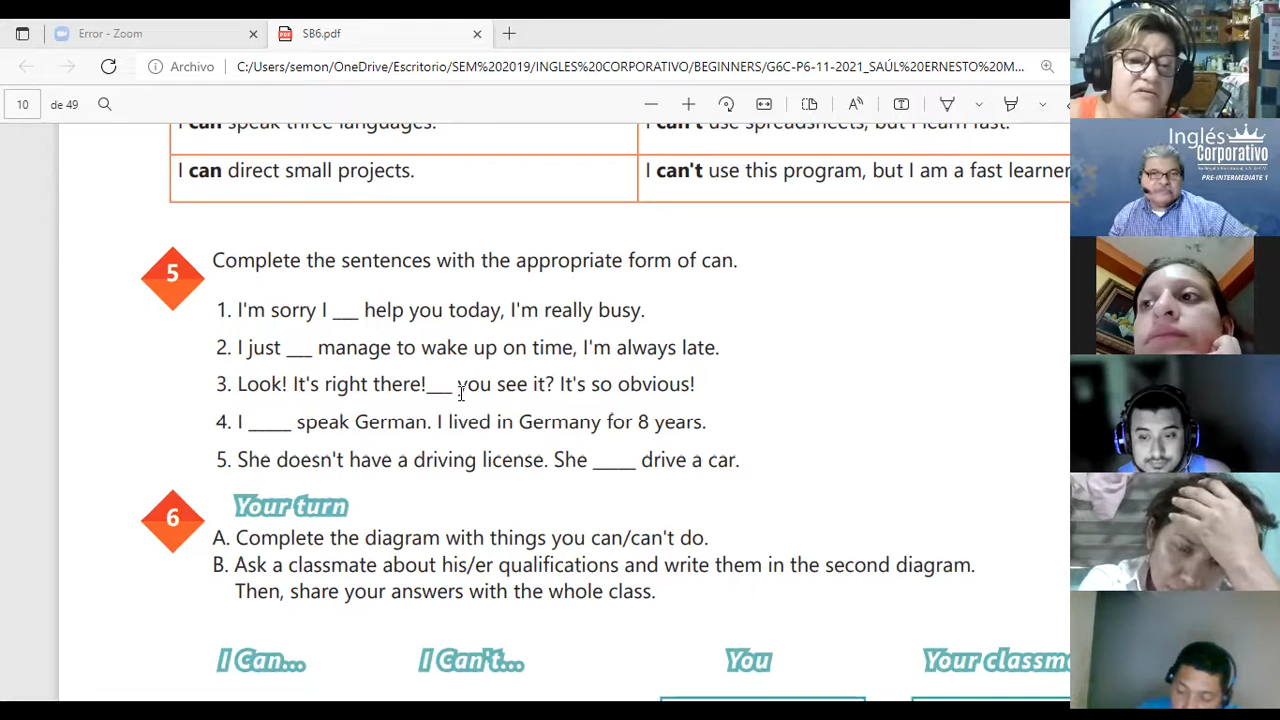 Error - Zoom
SB6.pdf
Archivo
C:/Users/semon/OneDrive/Escritorio/SEM%202019/INGLES%20CORPORATIVO/BEGINNERS/G6C-P6-11-2021_SAÚL%20ERNESTO%20M...
10 de 49
I can speak three languages.
I can't use spreadsheets, but I learn fast.
I can direct small projects.
I can't use this program, but I am a fast learner
5
Complete the sentences with the appropriate form of can.
1. I'm sorry I ___ help you today, I'm really busy.
2. I just ___ manage to wake up on time, I'm always late.
3. Look! It's right there!___ you see it? It's so obvious!
4. I _____ speak German. I lived in Germany for 8 years.
5. She doesn't have a driving license. She _____ drive a car.
6
Your turn
A. Complete the diagram with things you can/can't do.
B. Ask a classmate about his/er qualifications and write them in the second diagram.
Then, share your answers with the whole class.
I Can...
I Can't...
You
Your classm
Inglés
Corporativo
PRE-INTERMEDIATE 1